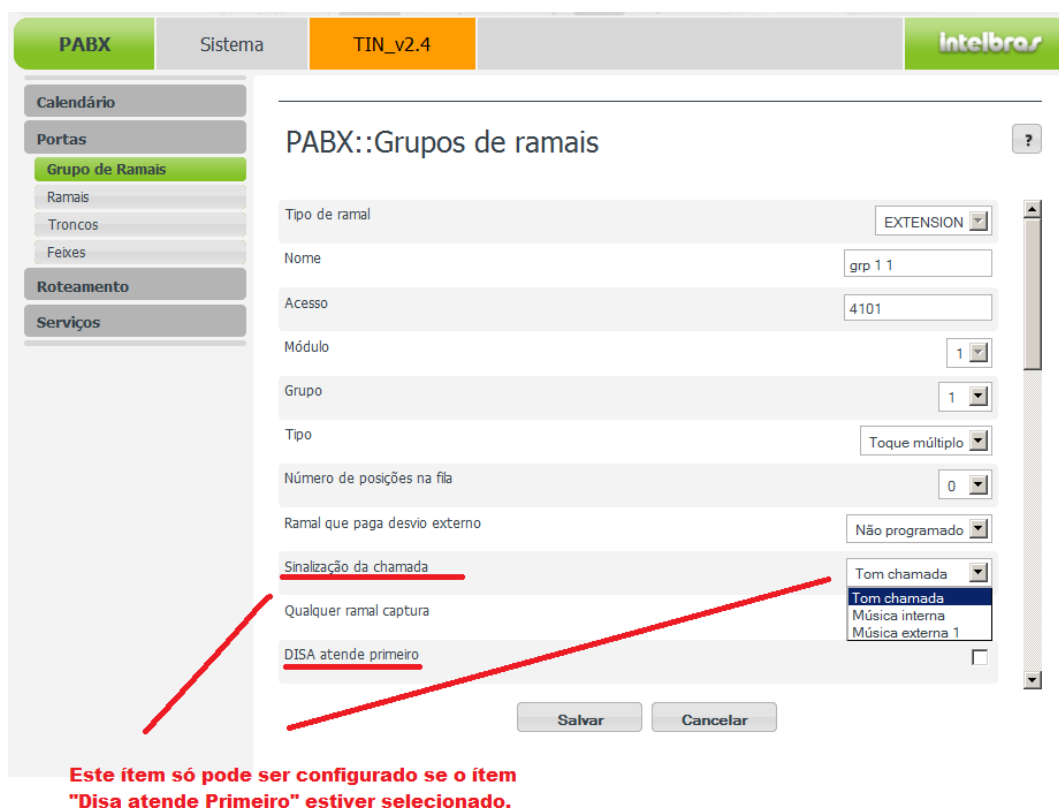 PABX
Sistema
TIN_v2.4
intelbras
Calendário
Portas
Grupo de Ramais
Ramais
Troncos
Feixes
Roteamento
Serviços
PABX::Grupos de ramais
?
Tipo de ramal
EXTENSION
Nome
grp 1 1
Acesso
4101
Módulo
1
Grupo
1
Tipo
Toque múltiplo
Número de posições na fila
0
Ramal que paga desvio externo
Não programado
Sinalização da chamada
Tom chamada
Tom chamada
Música interna
Música externa 1
Qualquer ramal captura
DISA atende primeiro
Salvar
Cancelar
Este ítem só pode ser configurado se o ítem
"Disa atende Primeiro" estiver selecionado.